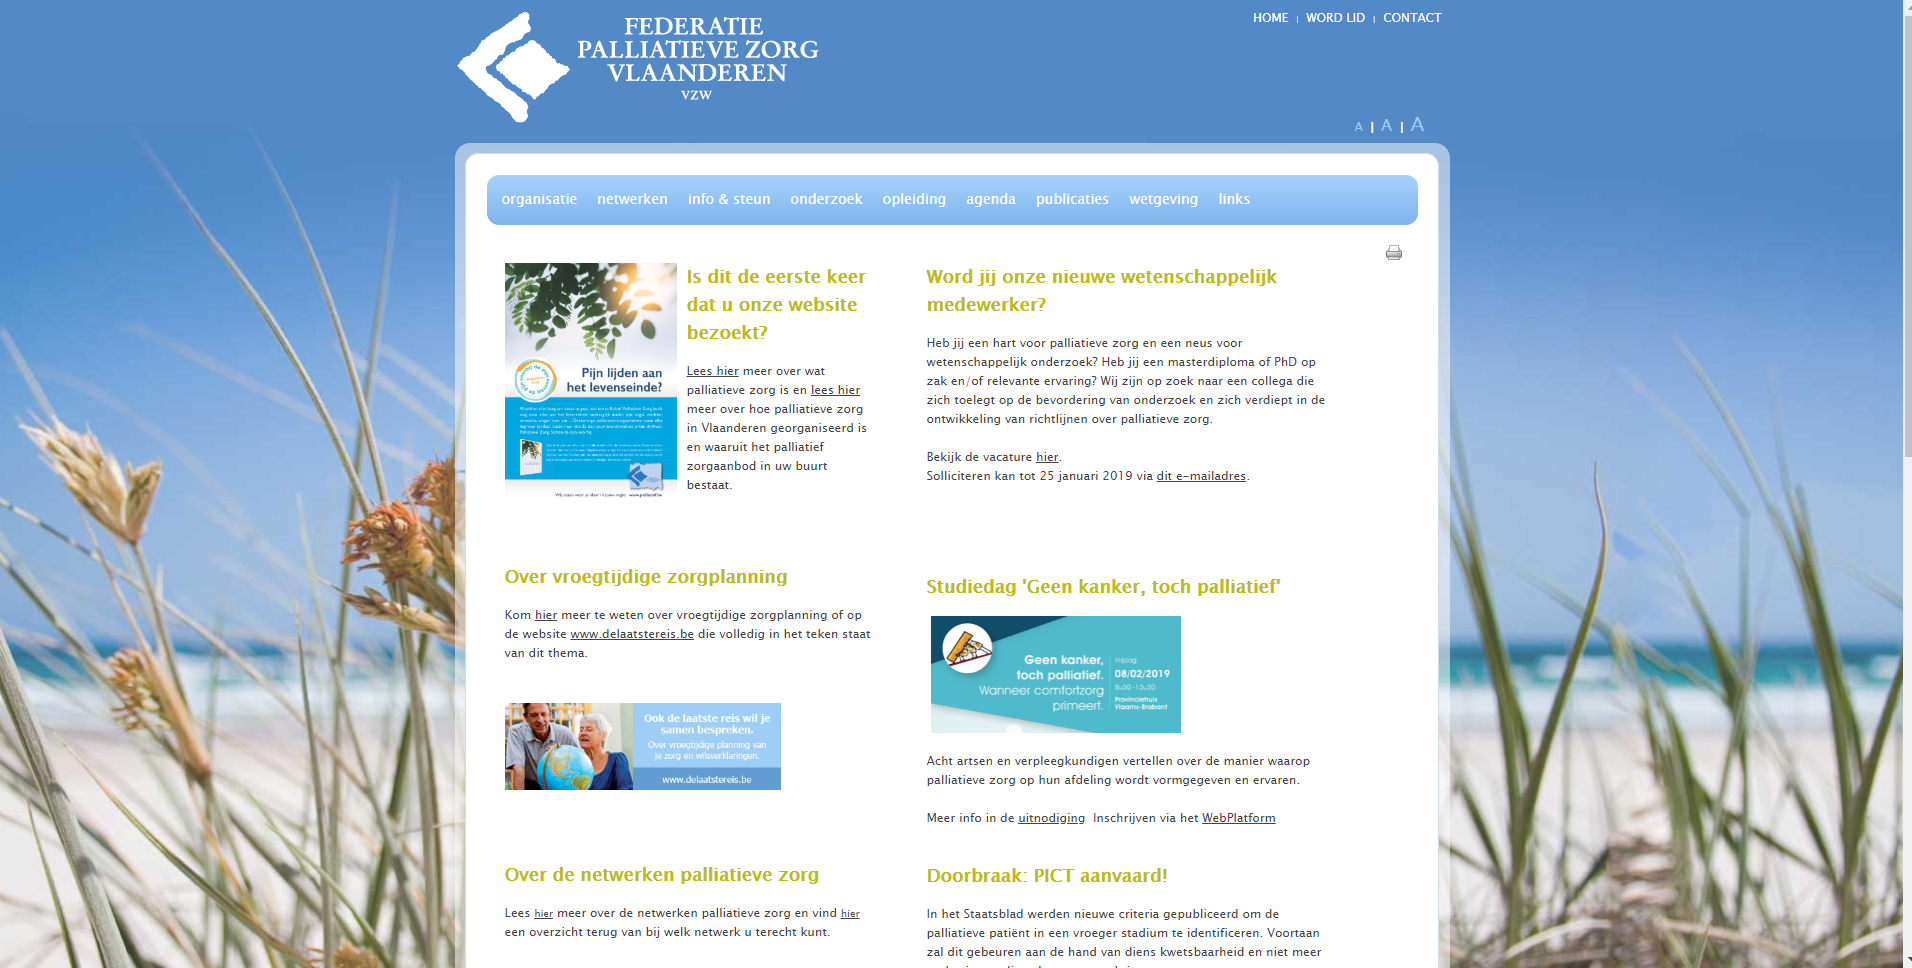 FEDERATIE
PALLIATIEVE ZORG
VLAANDEREN
VZW
HOME | WORD LID | CONTACT
A | A | A
organisatie netwerken info & steun onderzoek opleiding agenda publicaties wetgeving links
Pijn lijden aan
het levenseinde?
Is dit de eerste keer
dat u onze website
bezoekt?
Lees hier meer over wat
palliatieve zorg is en lees hier
meer over hoe palliatieve zorg
in Vlaanderen georganiseerd is
en waaruit het palliatief
zorgaanbod in uw buurt
bestaat.
Over vroegtijdige zorgplanning
Kom hier meer te weten over vroegtijdige zorgplanning of op
de website www.delaatstereis.be die volledig in het teken staat
van dit thema.
Ook de laatste reis wil je
samen bespreken.
Over vroegtijdige planning van
je zorg en wilsverklaringen.
www.delaatstereis.be
Over de netwerken palliatieve zorg
Lees hier meer over de netwerken palliatieve zorg en vind hier
een overzicht terug van bij welk netwerk u terecht kunt.
Word jij onze nieuwe wetenschappelijk
medewerker?
Heb jij een hart voor palliatieve zorg en een neus voor
wetenschappelijk onderzoek? Heb jij een masterdiploma of PhD op
zak en/of relevante ervaring? Wij zijn op zoek naar een collega die
zich toelegt op de bevordering van onderzoek en zich verdiept in de
ontwikkeling van richtlijnen over palliatieve zorg.
Bekijk de vacature hier.
Solliciteren kan tot 25 januari 2019 via dit e-mailadres.
Studiedag 'Geen kanker, toch palliatief'
Geen kanker,
toch palliatief.
Wanneer comfortzorg
primeert.
Vrijdag
08/02/2019
8u30 -13u30
Provinciehuis
Vlaams-Brabant
Acht artsen en verpleegkundigen vertellen over de manier waarop
palliatieve zorg op hun afdeling wordt vormgegeven en ervaren.
Meer info in de uitnodiging Inschrijven via het WebPlatform
Doorbraak: PICT aanvaard!
In het Staatsblad werden nieuwe criteria gepubliceerd om de
palliatieve patiënt in een vroeger stadium te identificeren. Voortaan
zal dit gebeuren aan de hand van diens kwetsbaarheid en niet meer